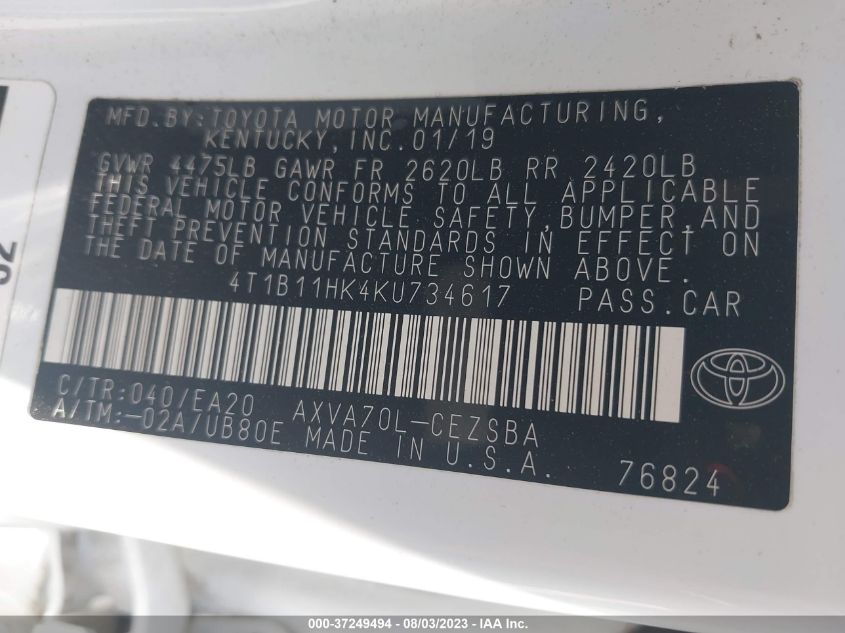 MFD.BY:TOYOTA MOTOR MANUFACTURING,
KENTUCKY,INC.01/19
GVWR 4475LB GAWR FR 2620LB RR 2420LB
THIS VEHICLE CONFORMS TO ALL APPLICABLE
FEDERAL MOTOR VEHICLE SAFETY,BUMPER,AND
THEFT PREVENTION STANDARDS IN EFFECT ON
THE DATE OF MANUFACTURE SHOWN ABOVE.
4T1B11HK4KU734617 PASS.CAR
C/TR:040/EA20 AXVA70L-CEZSBA
A/TM:-02A/UB80E MADE IN U.S.A.
76824
000-37249494 - 08/03/2023 - IAA Inc.